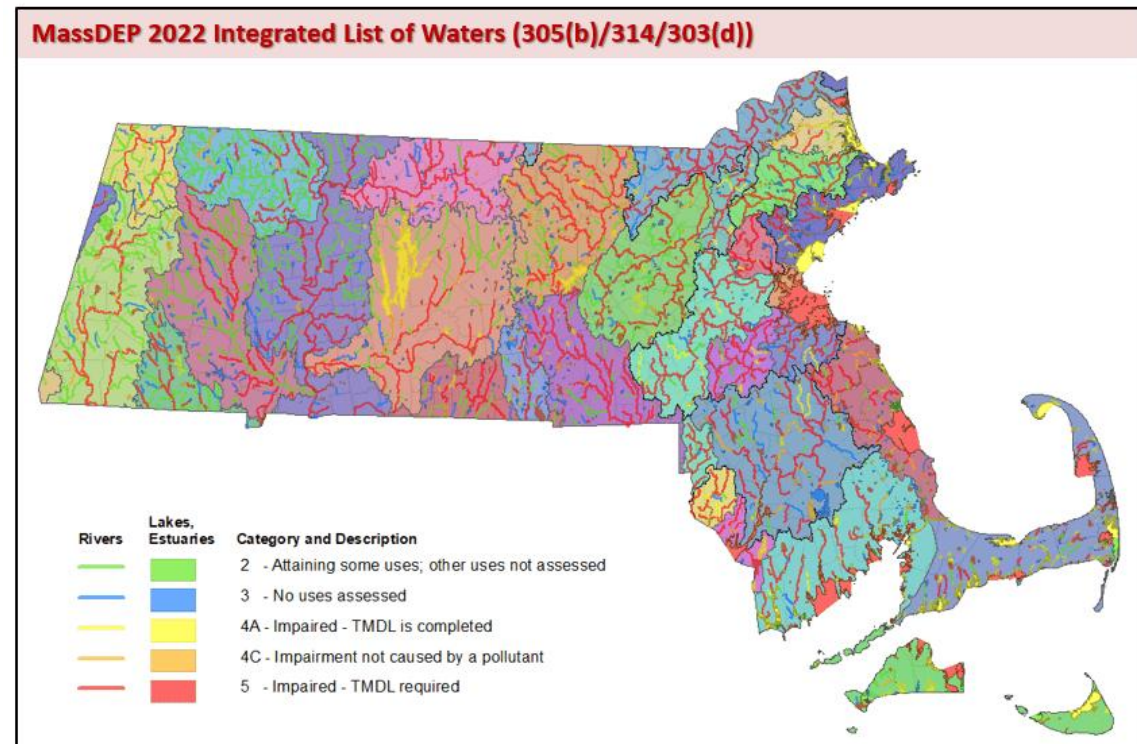 MassDEP 2022 Integrated List of Waters (305(b)/314/303(d))
Rivers Lakes, Estuaries Category and Description
2 - Attaining some uses; other uses not assessed
3 - No uses assessed
4A - Impaired - TMDL is completed
4C - Impairment not caused by a pollutant
5 - Impaired - TMDL required